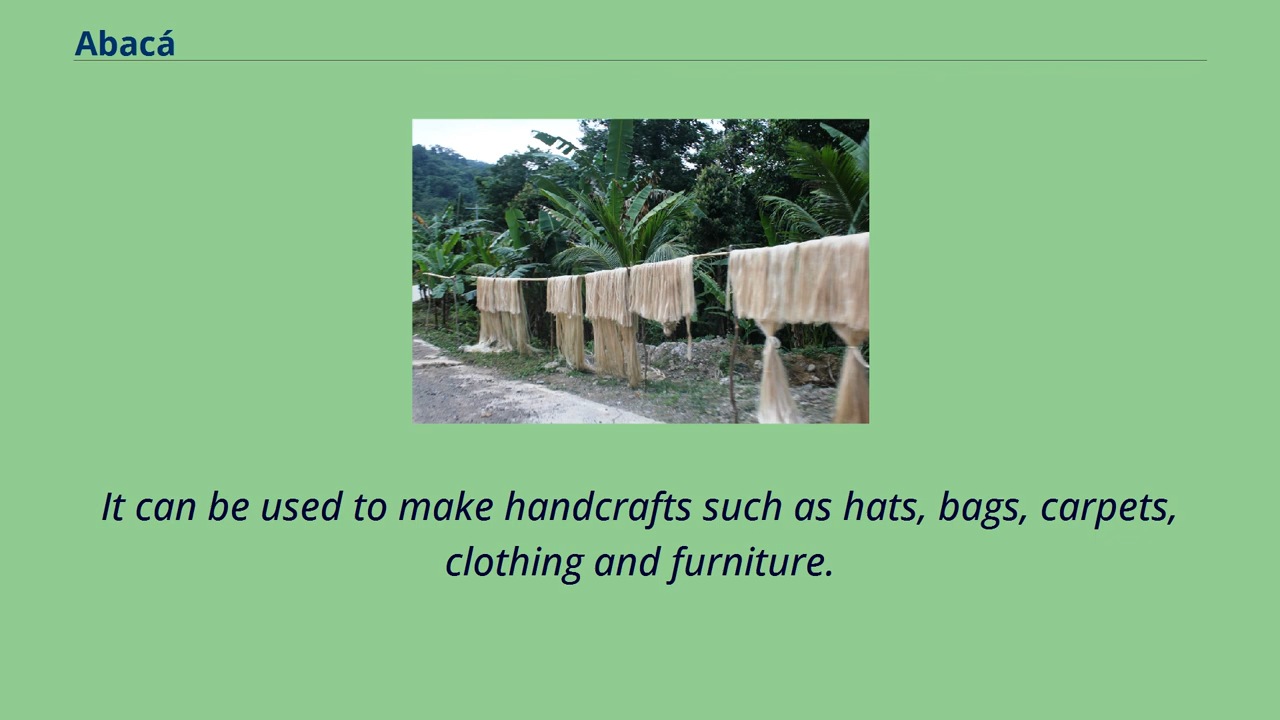 Abacá
It can be used to make handcrafts such as hats, bags, carpets,
clothing and furniture.